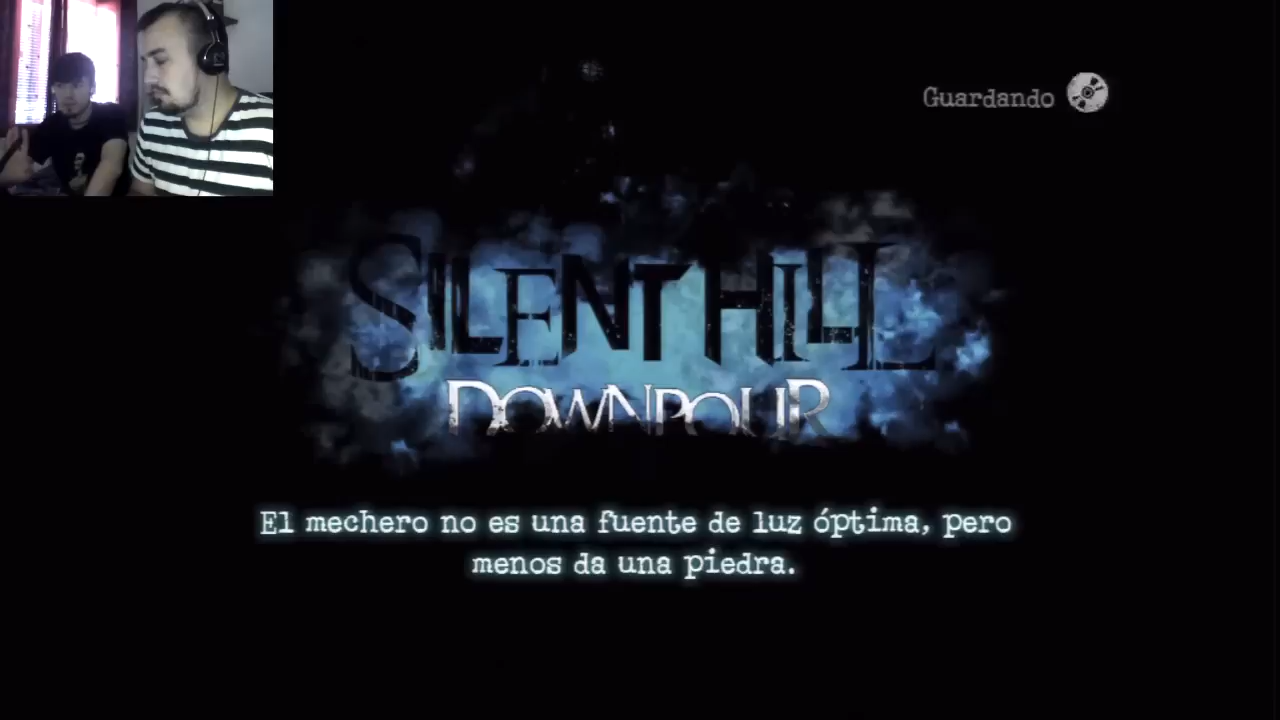 Guardando
SILENT HILL
DOWNPOUR
El mechero no es una fuente de luz óptima, pero
menos da una piedra.